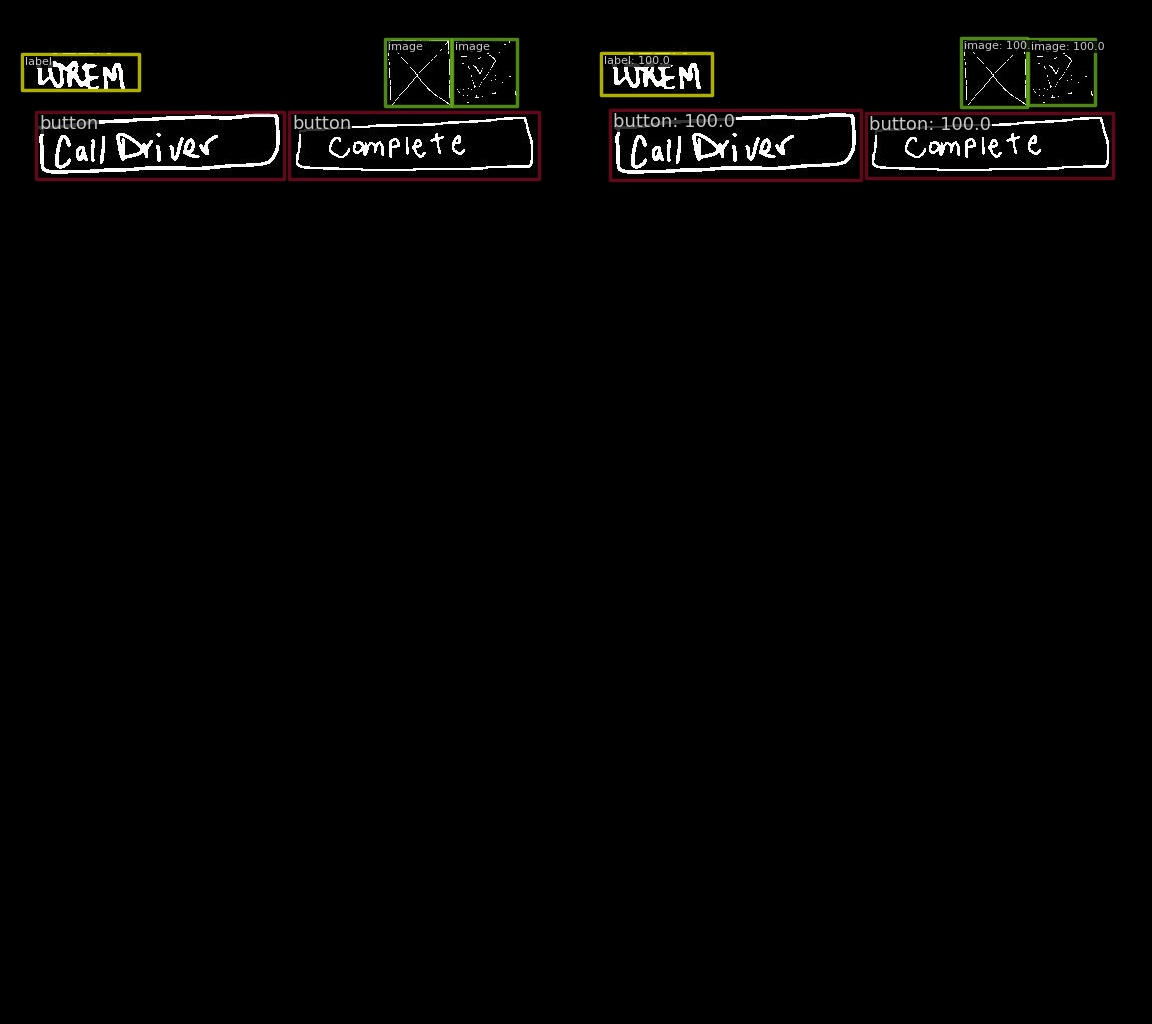 image image image: 100. image: 100.0
label label: 100.0
WREM WREM
button button button: 100.0 button: 100.0
Call Driver Complete Call Driver Complete